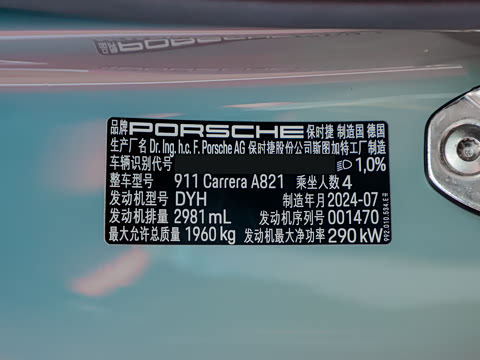 品牌 PORSCHE 保时捷 制造国 德国
生产厂名 Dr. Ing. h.c. F. Porsche AG 保时捷股份公司斯图加特工厂制造
车辆识别代号 1,0%
整车型号 911 Carrera A821 乘坐人数 4
发动机型号 DYH 制造年月 2024-07
发动机排量 2981 mL 发动机序列号 001470
最大允许总质量 1960 kg 发动机最大净功率 290 kW
992.010.534.E